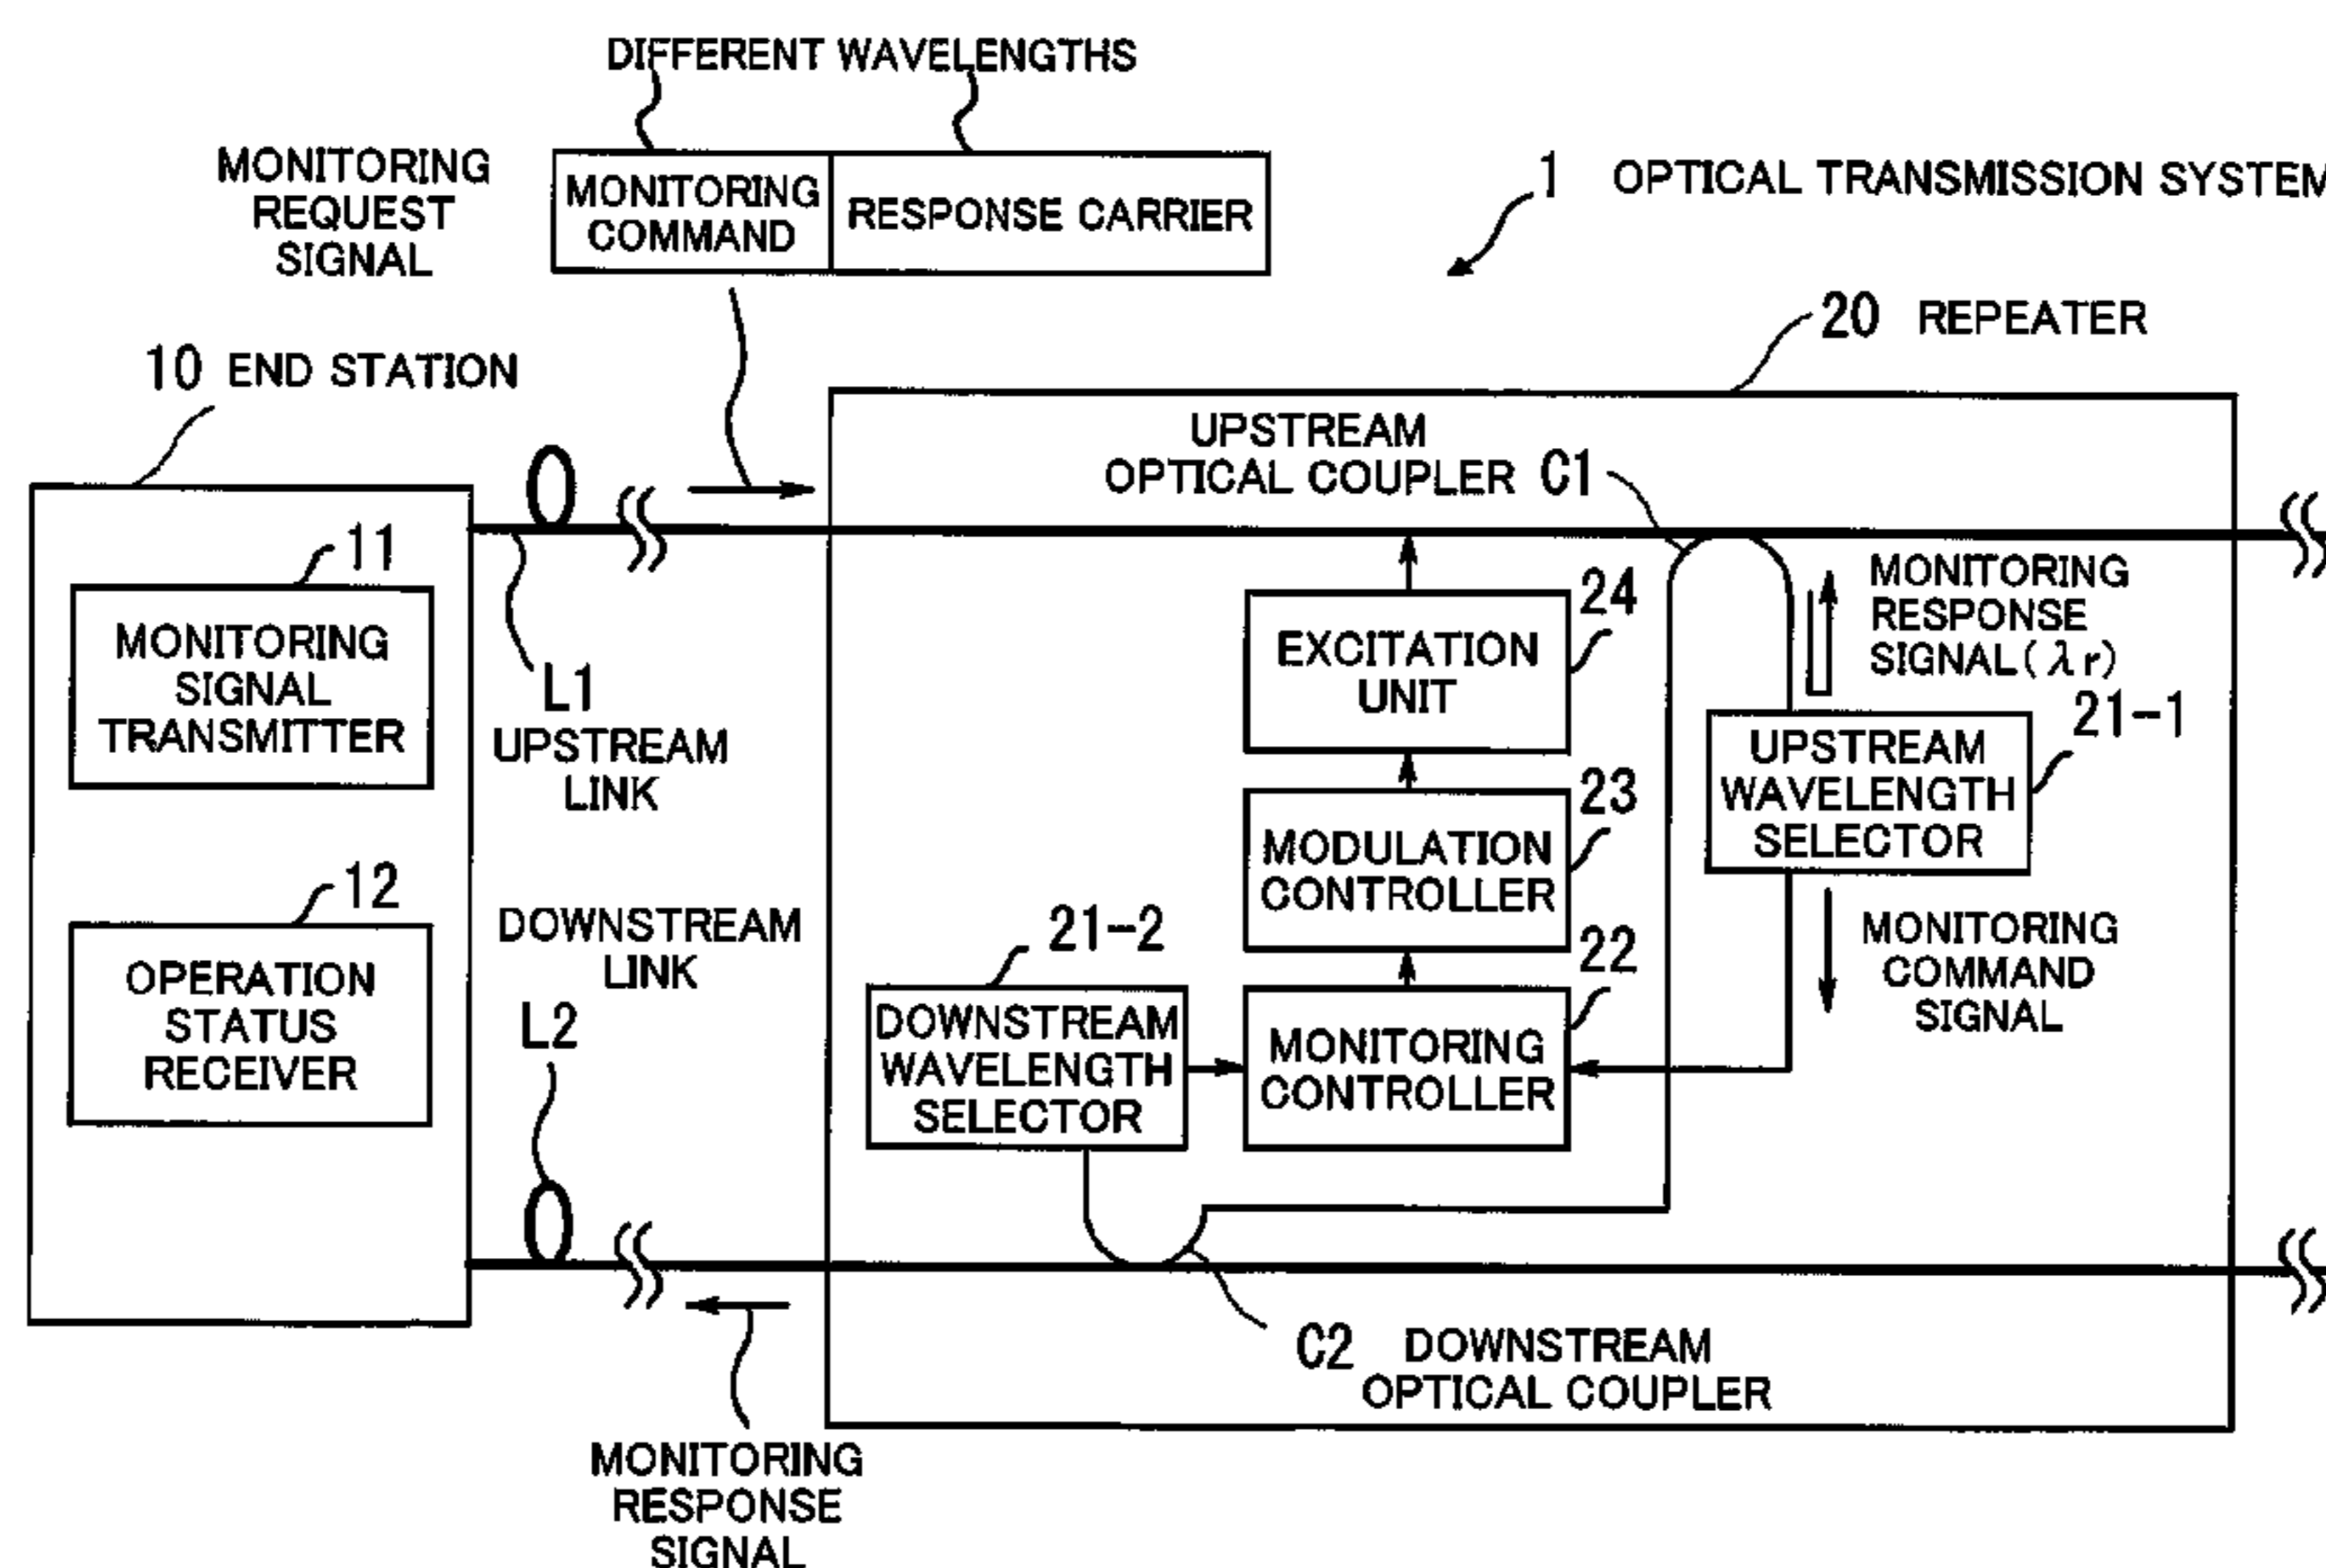 DIFFERENT WAVELENGTHS
MONITORING
REQUEST
SIGNAL
MONITORING
COMMAND
RESPONSE CARRIER
1 OPTICAL TRANSMISSION SYSTEM
20 REPEATER
10 END STATION
UPSTREAM
OPTICAL COUPLER C1
11
MONITORING
SIGNAL
TRANSMITTER
L1
UPSTREAM
LINK
24
EXCITATION
UNIT
MONITORING
RESPONSE
SIGNAL(λr)
21-1
UPSTREAM
WAVELENGTH
SELECTOR
23
MODULATION
CONTROLLER
12
OPERATION
STATUS
RECEIVER
DOWNSTREAM
LINK
L2
21-2
DOWNSTREAM
WAVELENGTH
SELECTOR
22
MONITORING
CONTROLLER
MONITORING
COMMAND
SIGNAL
C2 DOWNSTREAM
OPTICAL COUPLER
MONITORING
RESPONSE
SIGNAL